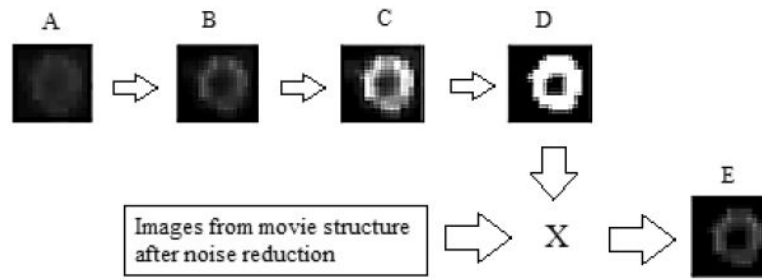 A
B
C
D
E
Images from movie structure
after noise reduction
X